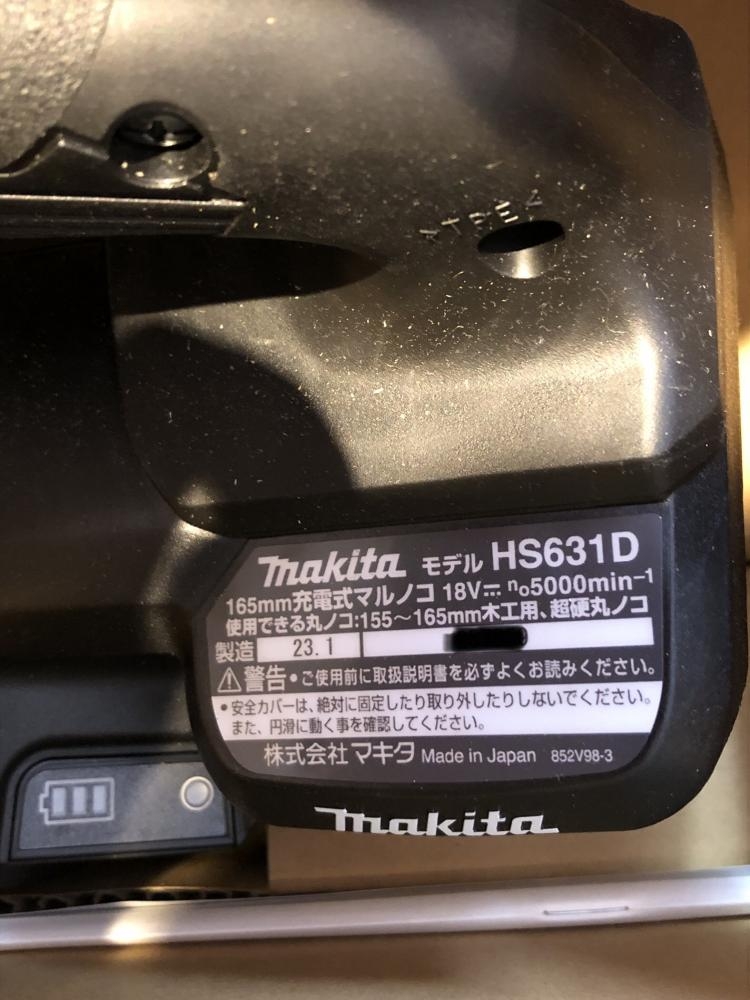 makita モデル HS631D
165mm充電式マルノコ 18V⎓ n₀5000min⁻¹
使用できる丸ノコ:155～165mm木工用、超硬丸ノコ
製造 23.1
⚠警告・ご使用前に取扱説明書を必ずよくお読みください。
・安全カバーは、絶対に固定したり取り外したりしないでください。
また、円滑に動く事を確認してください。
株式会社マキタ Made in Japan 852V98-3
makita